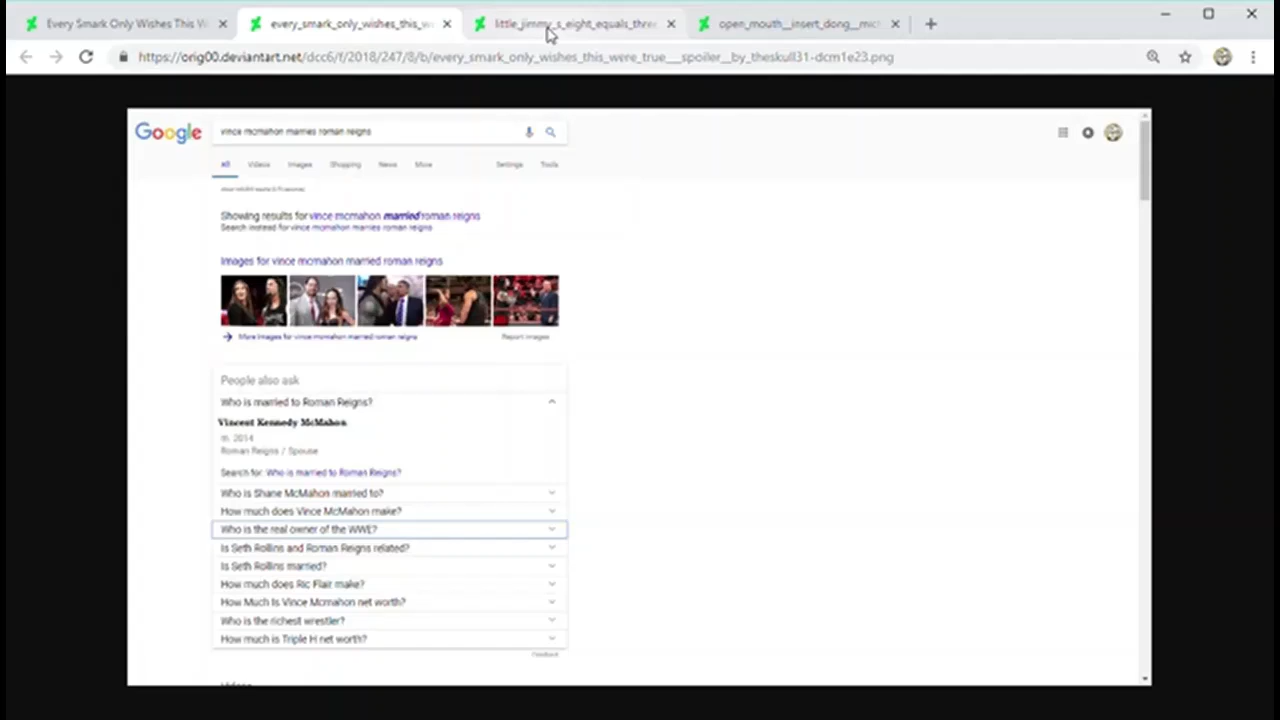 Every Smark Only Wishes This W
every_smark_only_wishes_this_w
little_jimmy_s_eight_equals_three
open_mouth__insert_dong__mic
https://orig00.deviantart.net/dcc6/f/2018/247/8/b/every_smark_only_wishes_this_were_true___spoiler__by_theskull31-dcm1e23.png
Google
vince mcmahon marries roman reigns
All Videos Images Shopping News More Settings Tools
Showing results for vince mcmahon married roman reigns
Search instead for vince mcmahon marries roman reigns
Images for vince mcmahon married roman reigns
More images for vince mcmahon married roman reigns
Report images
People also ask
Who is married to Roman Reigns?
Vincent Kennedy McMahon
m. 2014
Roman Reigns / Spouse
Search for: Who is married to Roman Reigns?
Who is Shane McMahon married to?
How much does Vince McMahon make?
Who is the real owner of the WWE?
Is Seth Rollins and Roman Reigns related?
Is Seth Rollins married?
How much does Ric Flair make?
How Much Is Vince Mcmahon net worth?
Who is the richest wrestler?
How much is Triple H net worth?
Feedback